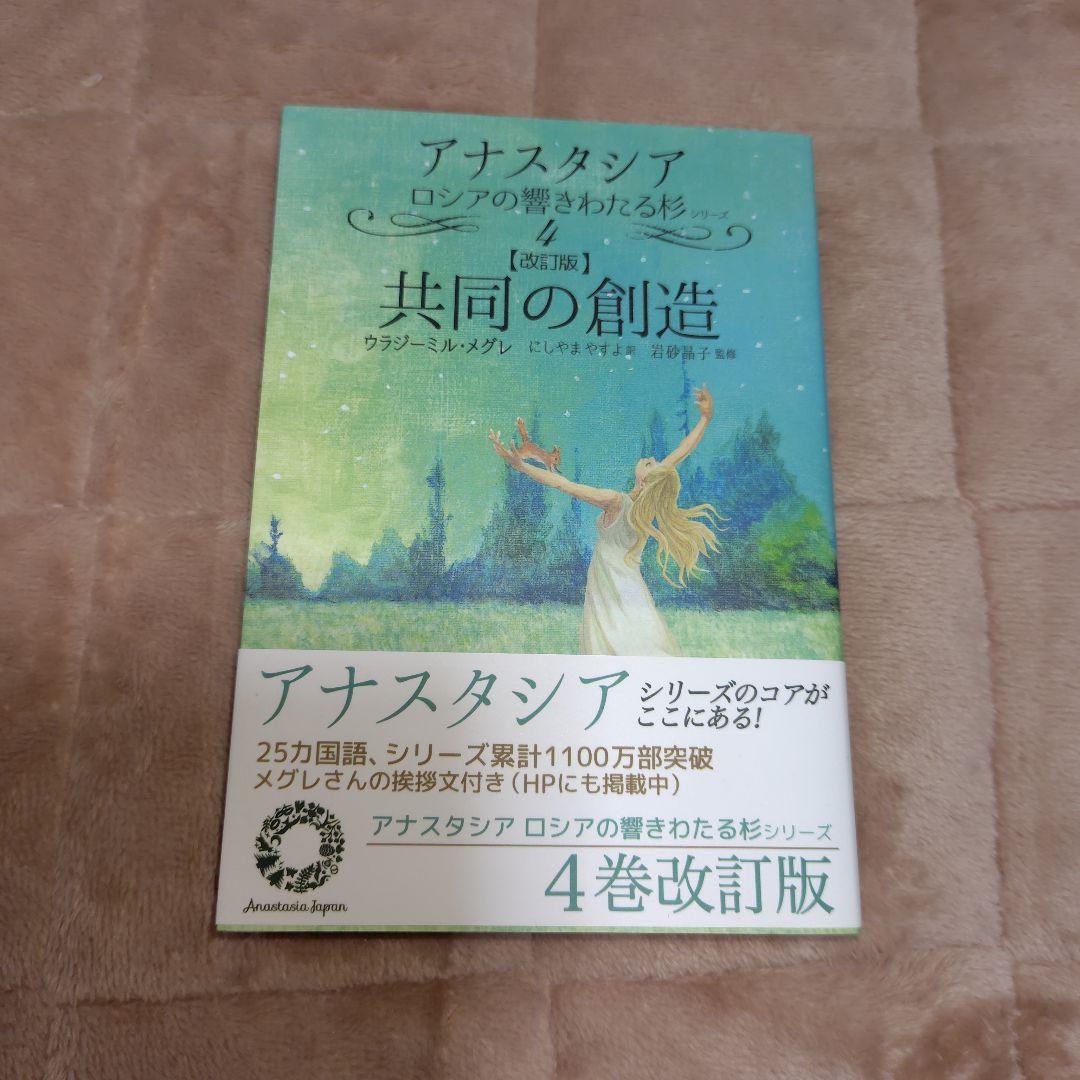 アナスタシア
ロシアの響きわたる杉 シリーズ
4
【改訂版】
共同の創造
ウラジーミル・メグレ にしやまやすよ 訳 岩砂晶子 監修
アナスタシア シリーズのコアが
ここにある!
25カ国語、シリーズ累計1100万部突破
メグレさんの挨拶文付き(HPにも掲載中)
アナスタシア ロシアの響きわたる杉シリーズ
4巻改訂版
Anastasia Japan